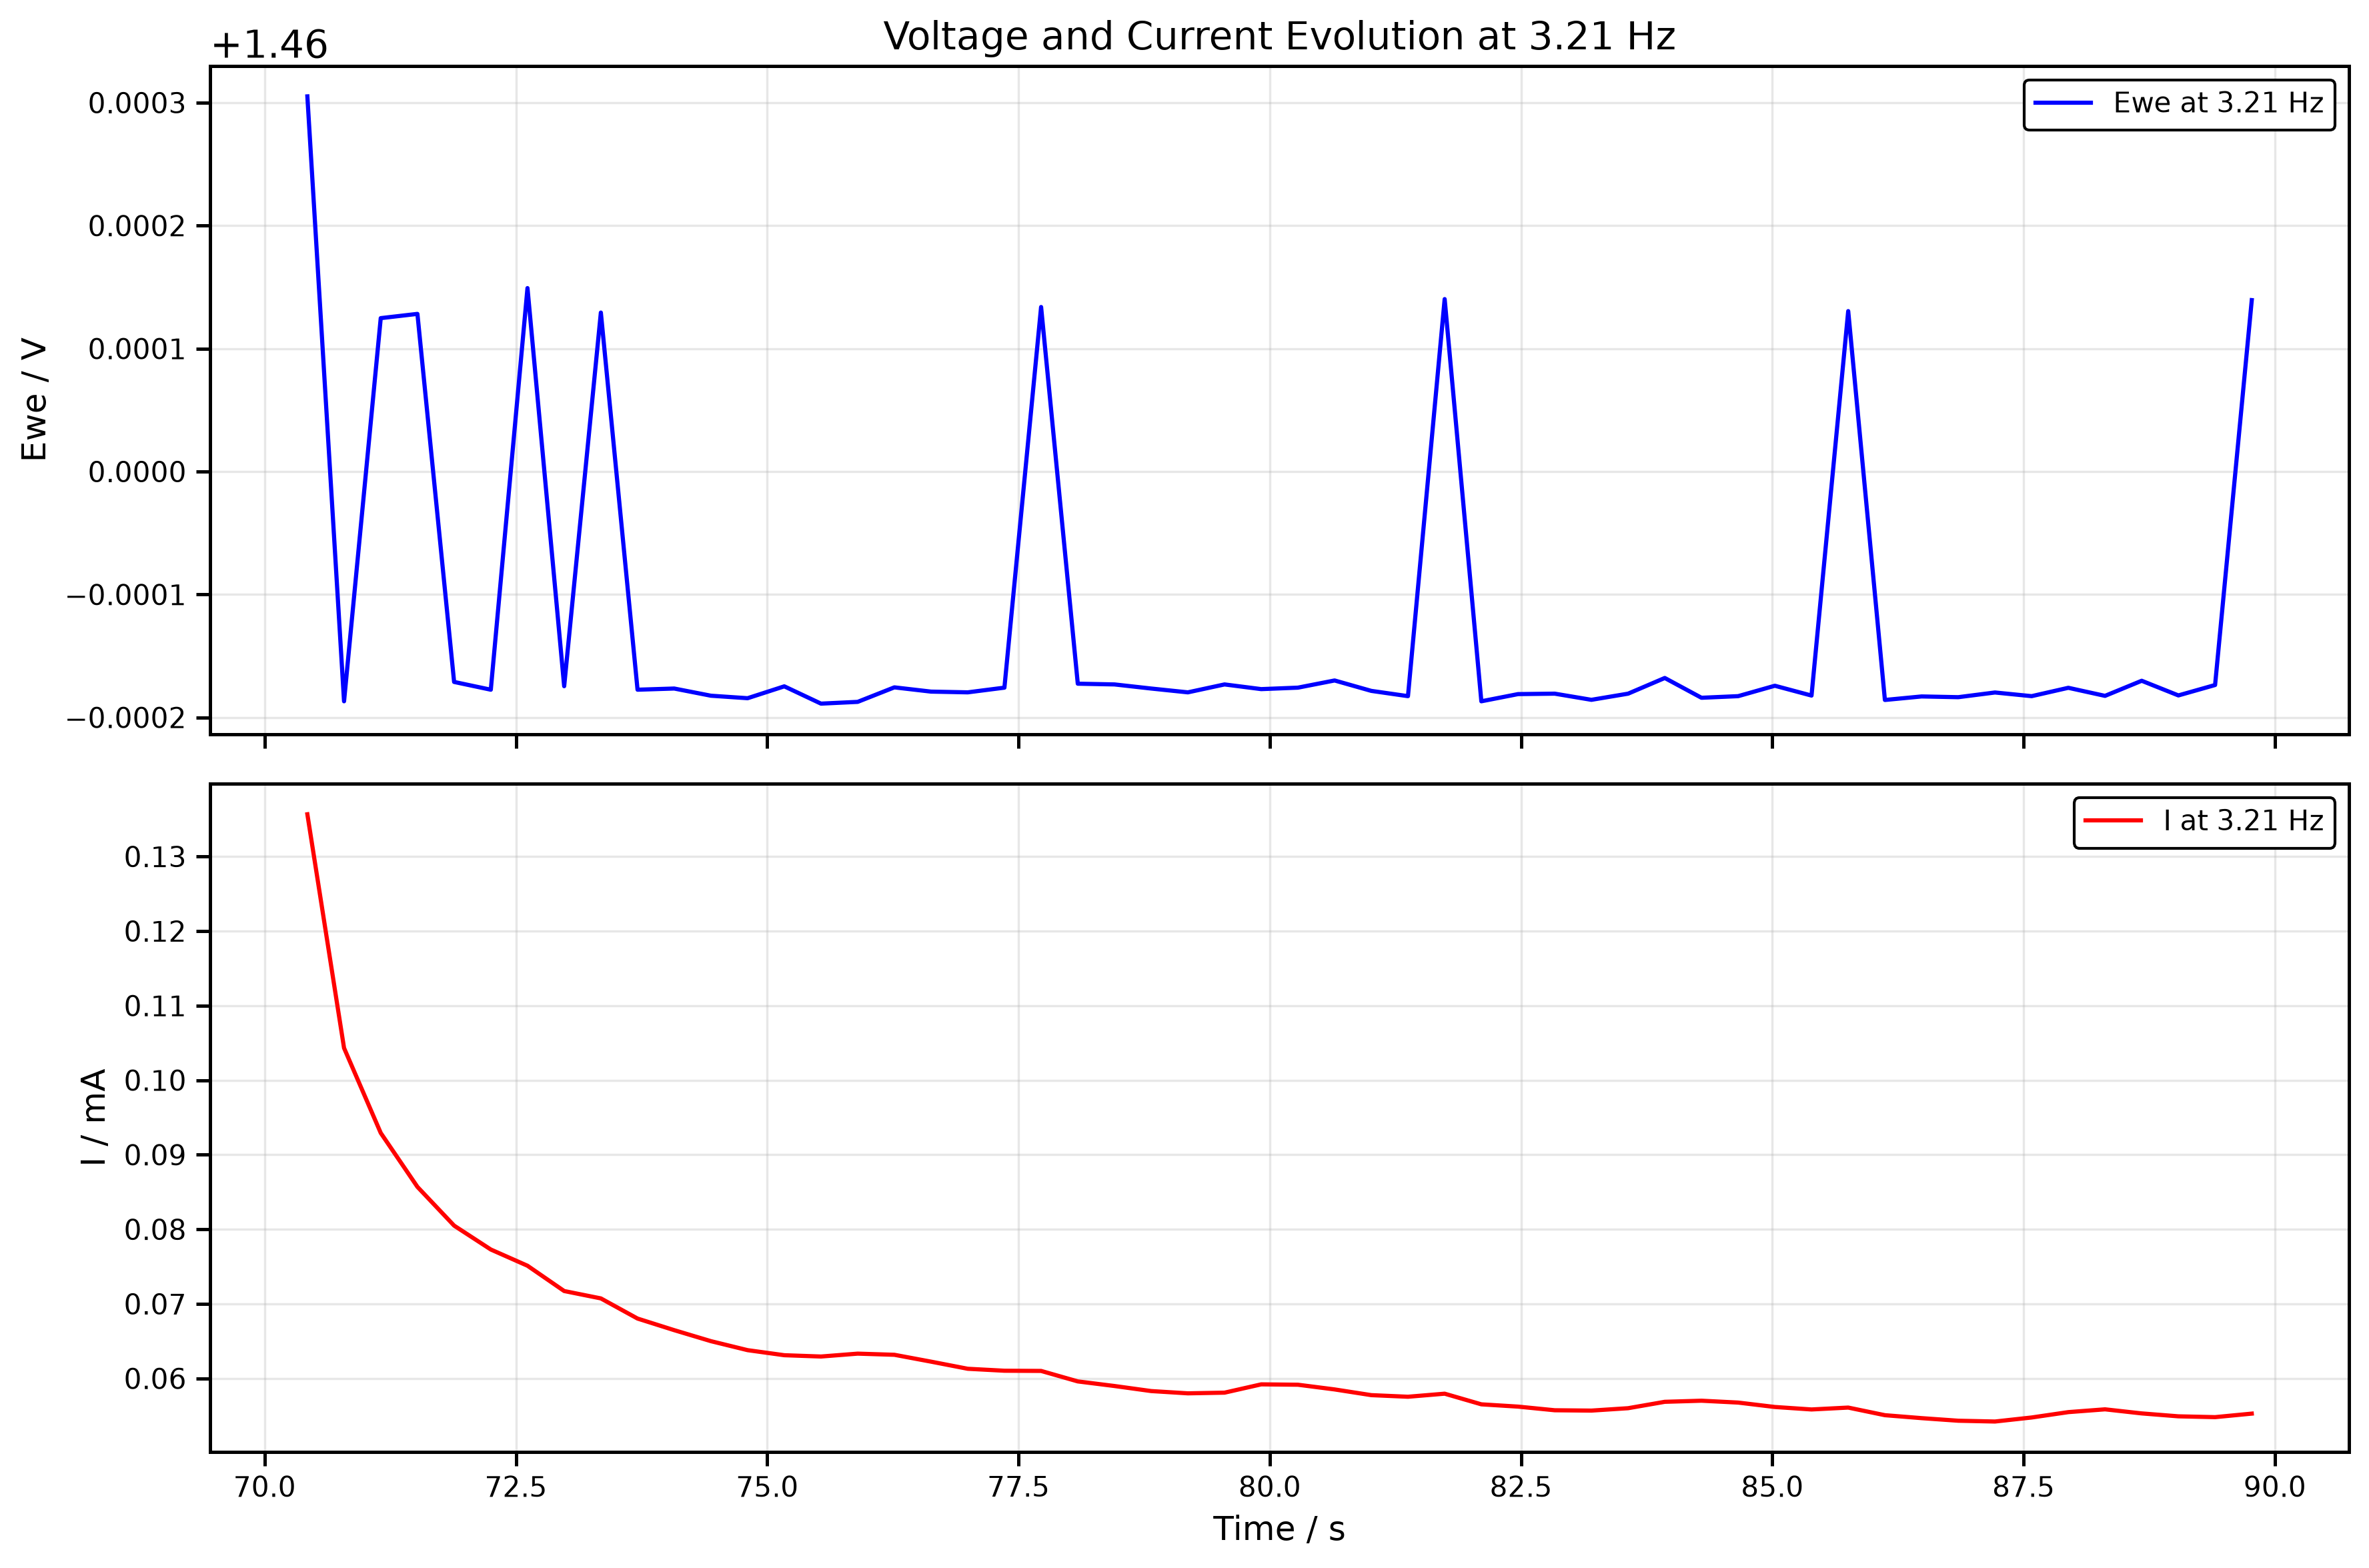 Voltage and Current Evolution at 3.21 Hz
+1.46
Ewe at 3.21 Hz
0.0003
0.0002
0.0001
0.0000
−0.0001
−0.0002
Ewe / V
I at 3.21 Hz
0.13
0.12
0.11
0.10
0.09
0.08
0.07
0.06
I / mA
70.0 72.5 75.0 77.5 80.0 82.5 85.0 87.5 90.0
Time / s